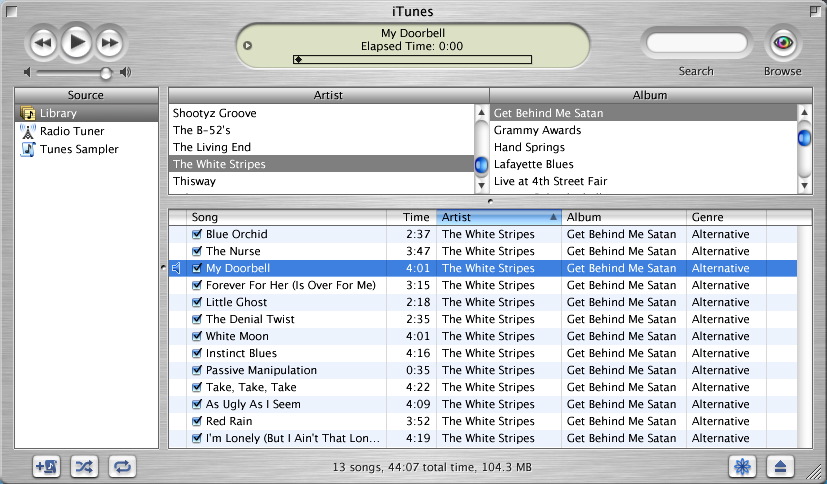 iTunes
My Doorbell
Elapsed Time: 0:00
Search
Browse
Source
Artist
Album
Library
Radio Tuner
Tunes Sampler
Shootyz Groove
The B-52's
The Living End
The White Stripes
Thisway
Get Behind Me Satan
Grammy Awards
Hand Springs
Lafayette Blues
Live at 4th Street Fair
Song Time Artist Album Genre
Blue Orchid 2:37 The White Stripes Get Behind Me Satan Alternative
The Nurse 3:47 The White Stripes Get Behind Me Satan Alternative
My Doorbell 4:01 The White Stripes Get Behind Me Satan Alternative
Forever For Her (Is Over For Me) 3:15 The White Stripes Get Behind Me Satan Alternative
Little Ghost 2:18 The White Stripes Get Behind Me Satan Alternative
The Denial Twist 2:35 The White Stripes Get Behind Me Satan Alternative
White Moon 4:01 The White Stripes Get Behind Me Satan Alternative
Instinct Blues 4:16 The White Stripes Get Behind Me Satan Alternative
Passive Manipulation 0:35 The White Stripes Get Behind Me Satan Alternative
Take, Take, Take 4:22 The White Stripes Get Behind Me Satan Alternative
As Ugly As I Seem 4:09 The White Stripes Get Behind Me Satan Alternative
Red Rain 3:52 The White Stripes Get Behind Me Satan Alternative
I'm Lonely (But I Ain't That Lon... 4:19 The White Stripes Get Behind Me Satan Alternative
13 songs, 44:07 total time, 104.3 MB